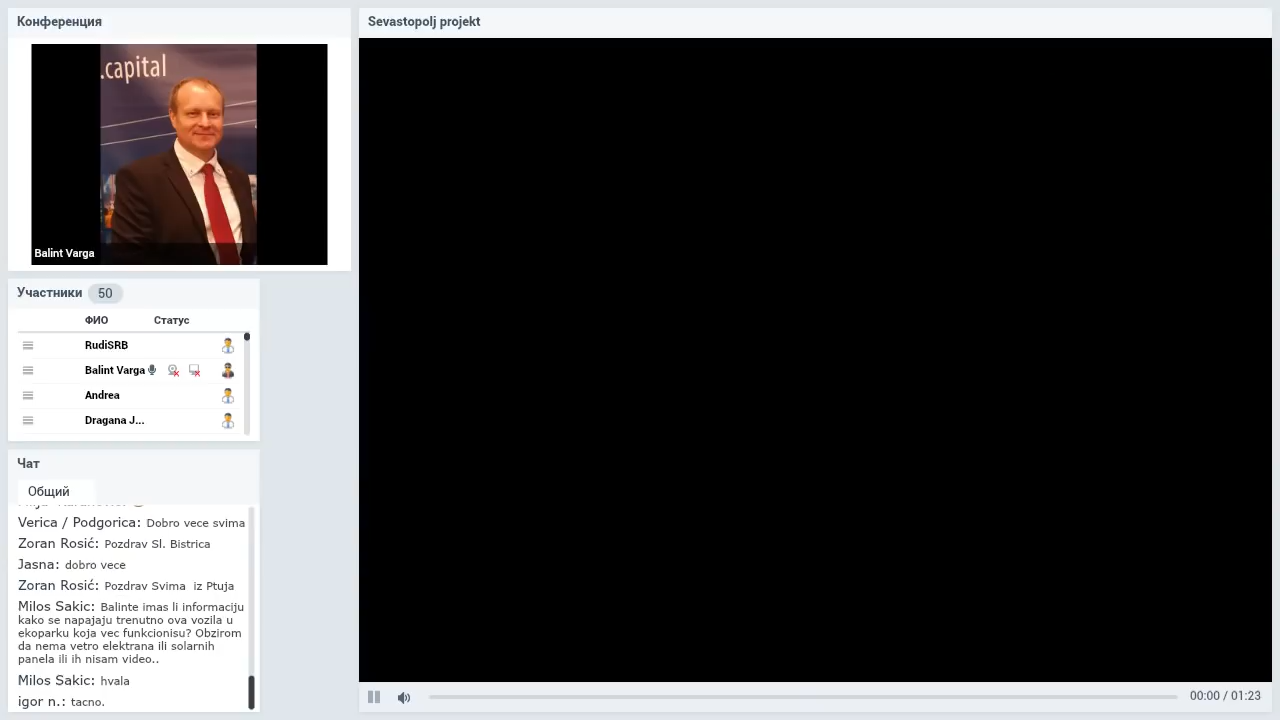 Конференция
Sevastopolj projekt
.capital
Balint Varga
Участники 50
ФИО Статус
RudiSRB
Balint Varga
Andrea
Dragana J...
Чат
Общий
Verica / Podgorica: Dobro vece svima
Zoran Rosić: Pozdrav Sl. Bistrica
Jasna: dobro vece
Zoran Rosić: Pozdrav Svima iz Ptuja
Milos Sakic: Balinte imas li informaciju
kako se napajaju trenutno ova vozila u
ekoparku koja vec funkcionisu? Obzirom
da nema vetro elektrana ili solarnih
panela ili ih nisam video..
Milos Sakic: hvala
igor n.: tacno.
00:00 / 01:23